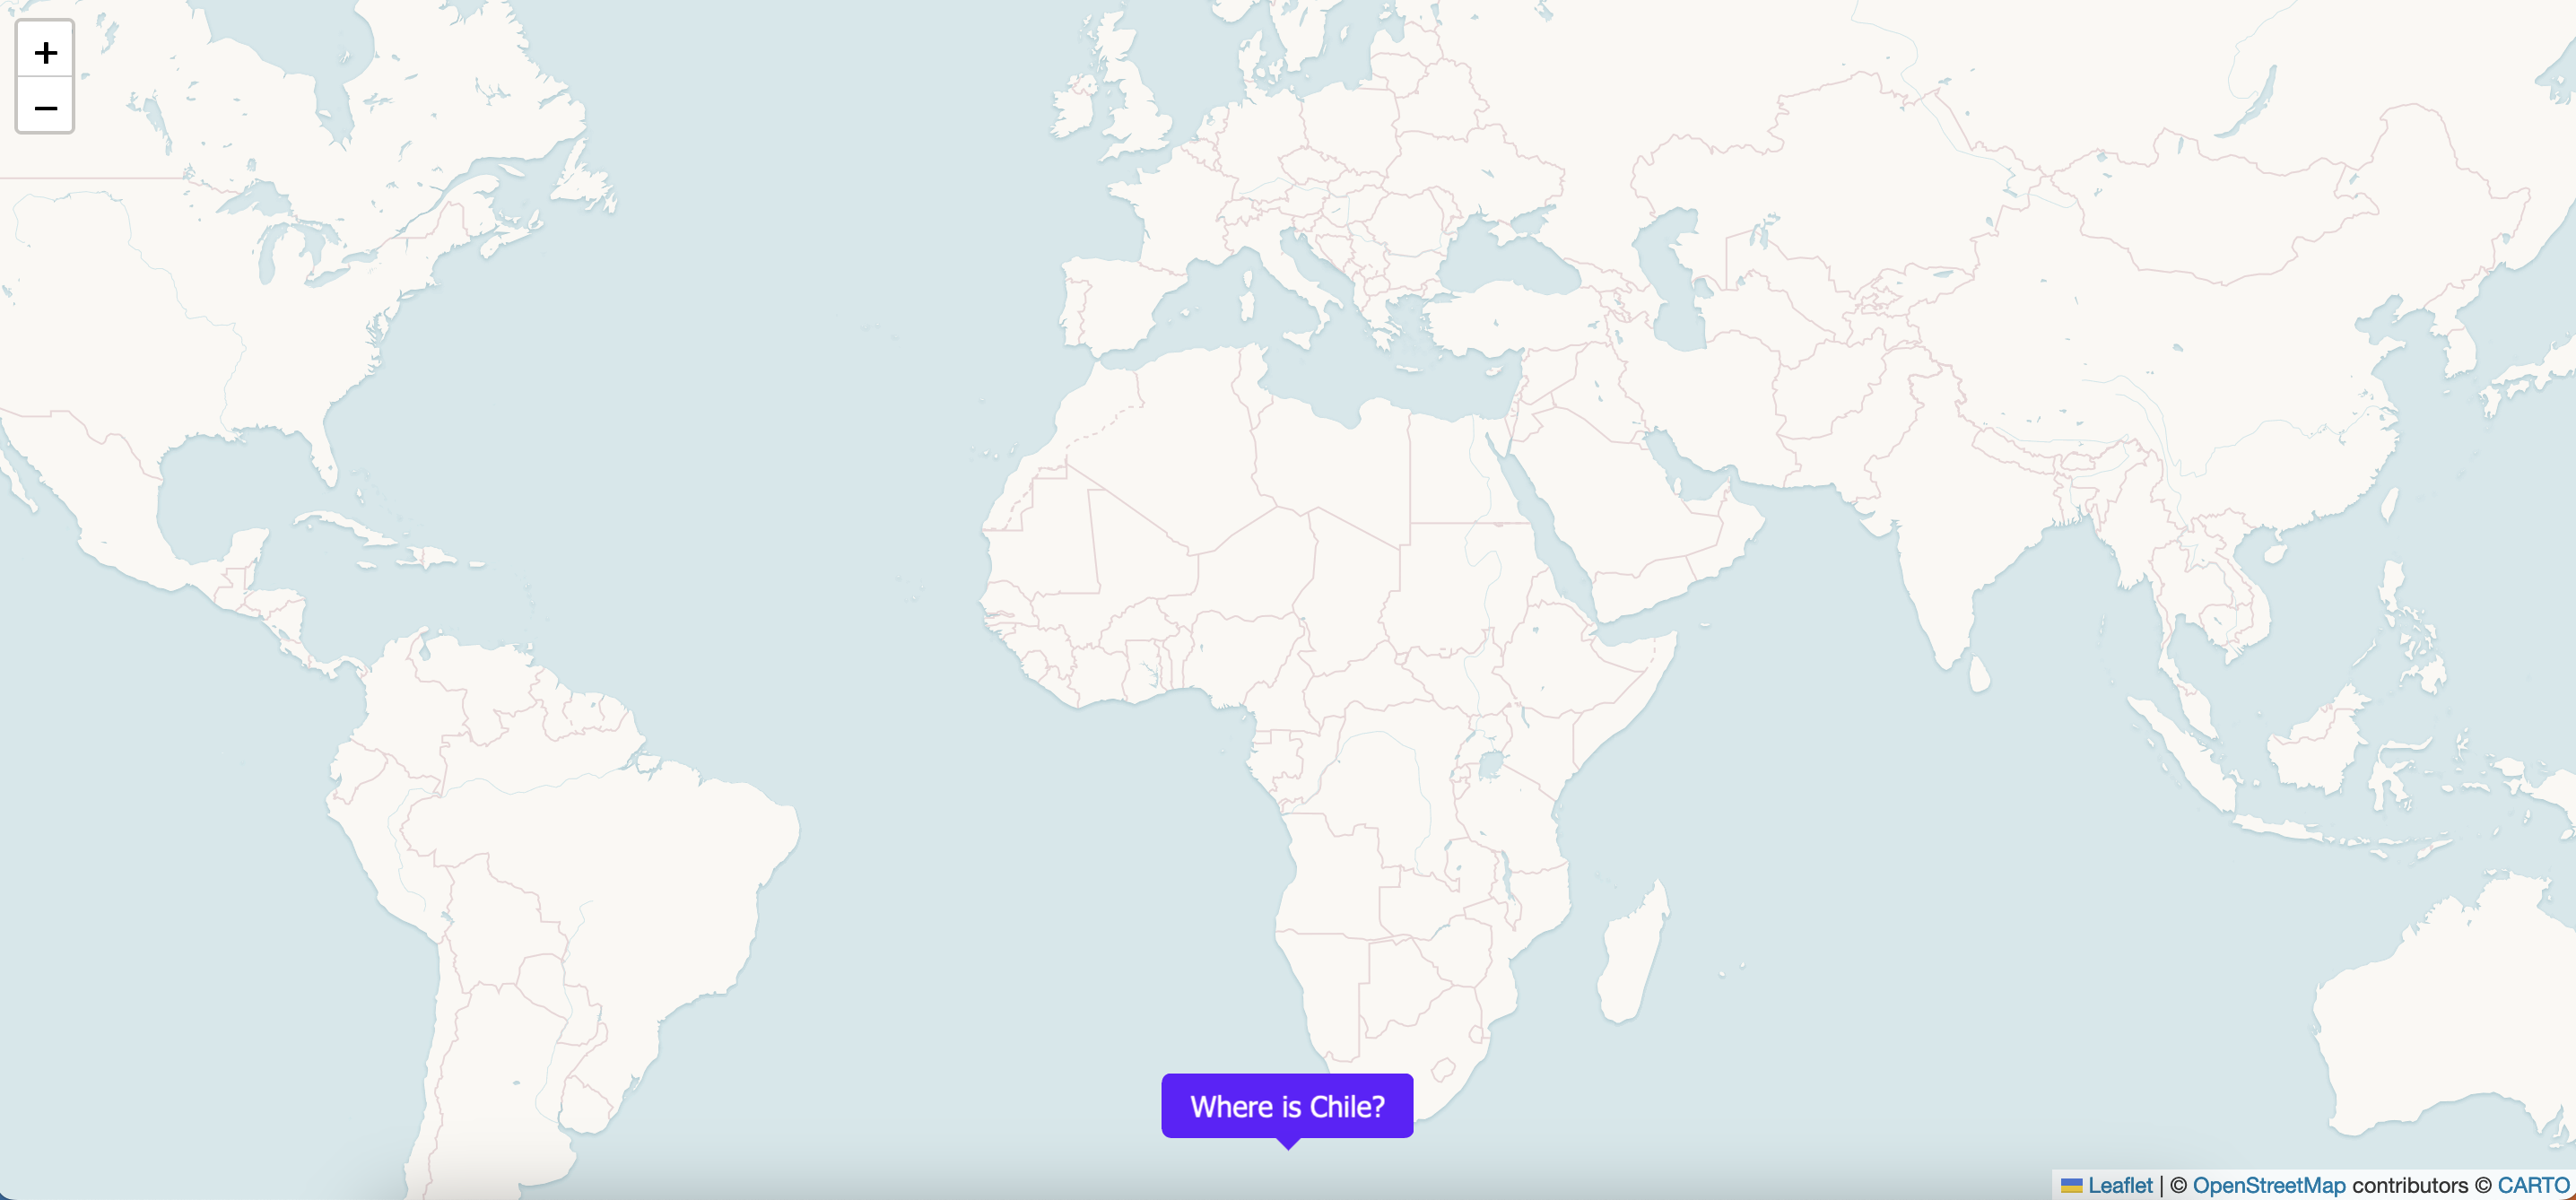 +
−
Where is Chile?
Leaflet | © OpenStreetMap contributors © CARTO